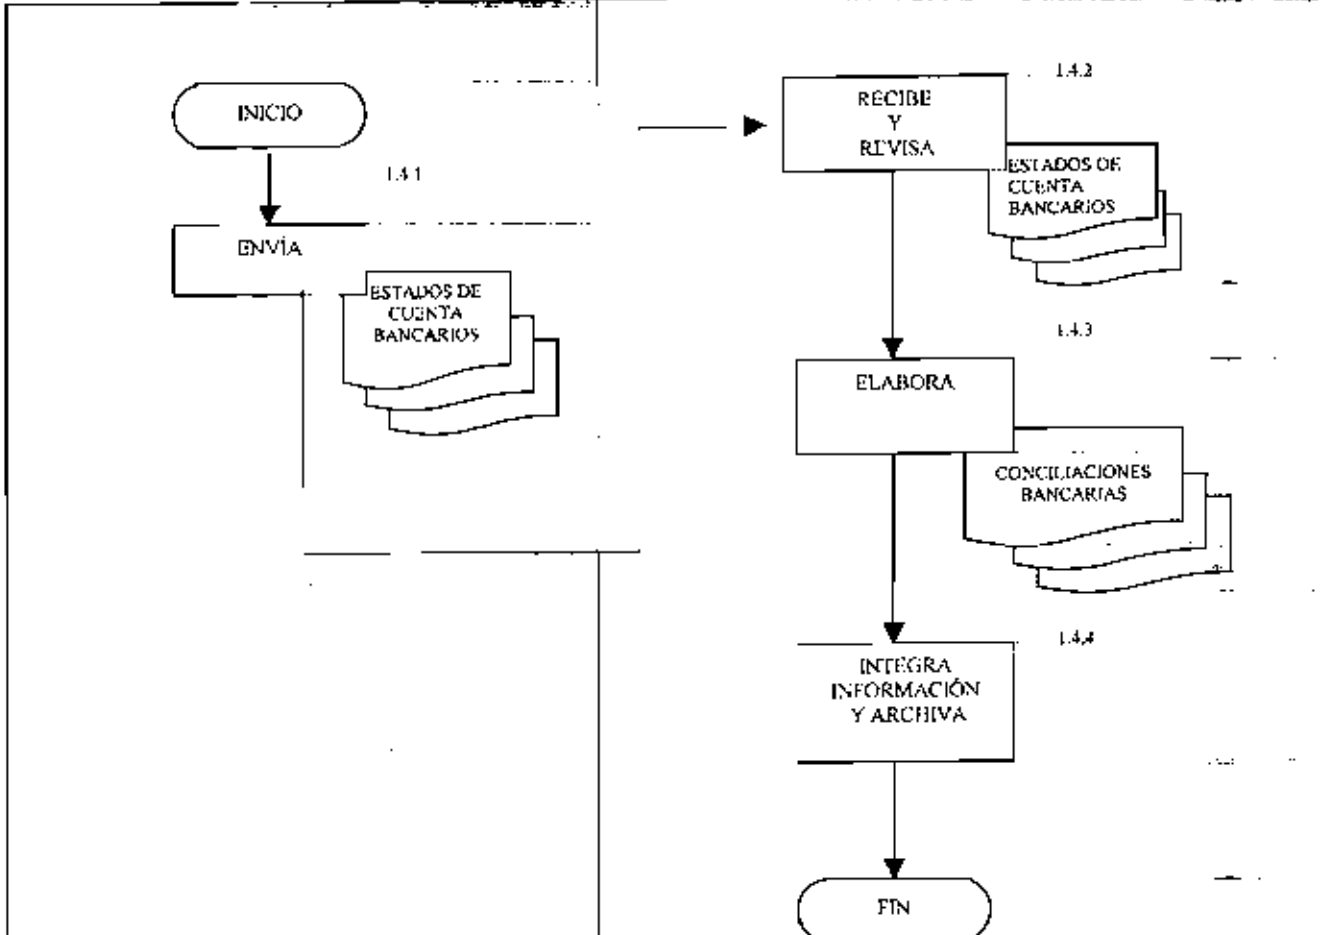 INICIO
1.4.1
ENVÍA
ESTADOS DE
CUENTA
BANCARIOS
1.4.2
RECIBE
Y
REVISA
ESTADOS DE
CUENTA
BANCARIOS
1.4.3
ELABORA
CONCILIACIONES
BANCARIAS
1.4.4
INTEGRA
INFORMACIÓN
Y ARCHIVA
FIN